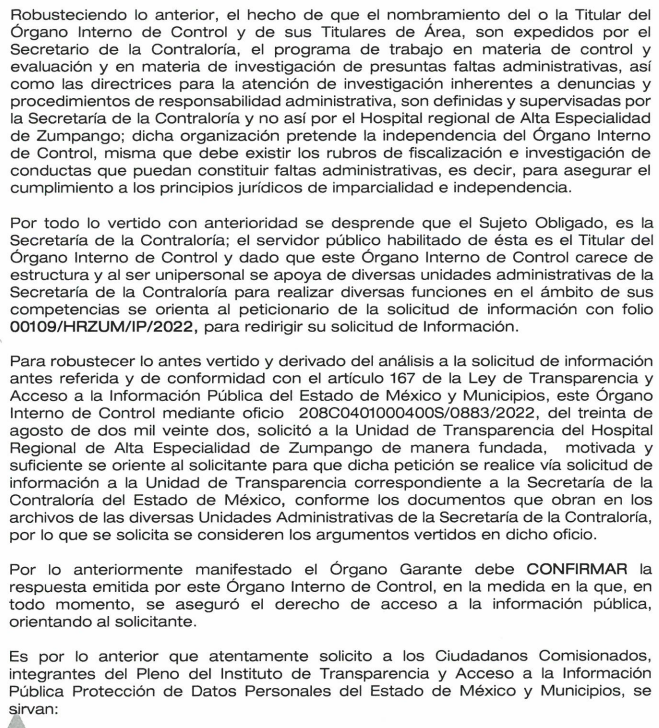 Robusteciendo lo anterior, el hecho de que el nombramiento del o la Titular del
Órgano Interno de Control y de sus Titulares de Área, son expedidos por el
Secretario de la Contraloría, el programa de trabajo en materia de control y
evaluación y en materia de investigación de presuntas faltas administrativas, así
como las directrices para la atención de investigación inherentes a denuncias y
procedimientos de responsabilidad administrativa, son definidas y supervisadas por
la Secretaría de la Contraloría y no así por el Hospital regional de Alta Especialidad
de Zumpango; dicha organización pretende la independencia del Órgano Interno
de Control, misma que debe existir los rubros de fiscalización e investigación de
conductas que puedan constituir faltas administrativas, es decir, para asegurar el
cumplimiento a los principios jurídicos de imparcialidad e independencia.

Por todo lo vertido con anterioridad se desprende que el Sujeto Obligado, es la
Secretaría de la Contraloría; el servidor público habilitado de ésta es el Titular del
Órgano Interno de Control y dado que este Órgano Interno de Control carece de
estructura y al ser unipersonal se apoya de diversas unidades administrativas de la
Secretaría de la Contraloría para realizar diversas funciones en el ámbito de sus
competencias se orienta al peticionario de la solicitud de información con folio
00109/HRZUM/IP/2022, para redirigir su solicitud de Información.

Para robustecer lo antes vertido y derivado del análisis a la solicitud de información
antes referida y de conformidad con el artículo 167 de la Ley de Transparencia y
Acceso a la Información Pública del Estado de México y Municipios, este Órgano
Interno de Control mediante oficio 208C0401000400S/0883/2022, del treinta de
agosto de dos mil veinte dos, solicitó a la Unidad de Transparencia del Hospital
Regional de Alta Especialidad de Zumpango de manera fundada, motivada y
suficiente se oriente al solicitante para que dicha petición se realice vía solicitud de
información a la Unidad de Transparencia correspondiente a la Secretaría de la
Contraloría del Estado de México, conforme los documentos que obran en los
archivos de las diversas Unidades Administrativas de la Secretaría de la Contraloría,
por lo que se solicita se consideren los argumentos vertidos en dicho oficio.

Por lo anteriormente manifestado el Órgano Garante debe CONFIRMAR la
respuesta emitida por este Órgano Interno de Control, en la medida en la que, en
todo momento, se aseguró el derecho de acceso a la información pública,
orientando al solicitante.

Es por lo anterior que atentamente solicito a los Ciudadanos Comisionados,
integrantes del Pleno del Instituto de Transparencia y Acceso a la Información
Pública Protección de Datos Personales del Estado de México y Municipios, se
sirvan: